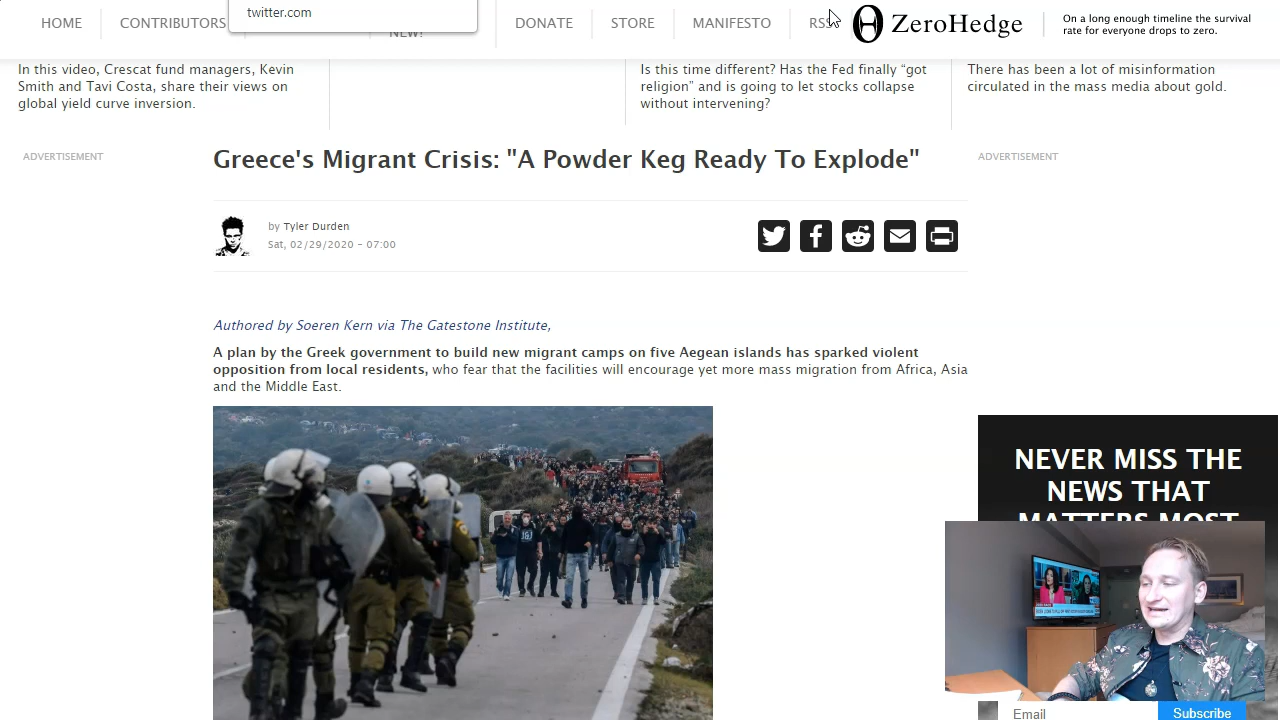 twitter.com
HOME
CONTRIBUTORS
NEW!
DONATE
STORE
MANIFESTO
RSS
ZeroHedge
On a long enough timeline the survival
rate for everyone drops to zero.
In this video, Crescat fund managers, Kevin
Smith and Tavi Costa, share their views on
global yield curve inversion.
Is this time different? Has the Fed finally “got
religion” and is going to let stocks collapse
without intervening?
There has been a lot of misinformation
circulated in the mass media about gold.
ADVERTISEMENT
Greece's Migrant Crisis: "A Powder Keg Ready To Explode"
ADVERTISEMENT
by Tyler Durden
Sat, 02/29/2020 - 07:00
Authored by Soeren Kern via The Gatestone Institute,
A plan by the Greek government to build new migrant camps on five Aegean islands has sparked violent
opposition from local residents, who fear that the facilities will encourage yet more mass migration from Africa, Asia
and the Middle East.
NEVER MISS THE
NEWS THAT
MATTERS MOST
Email
Subscribe